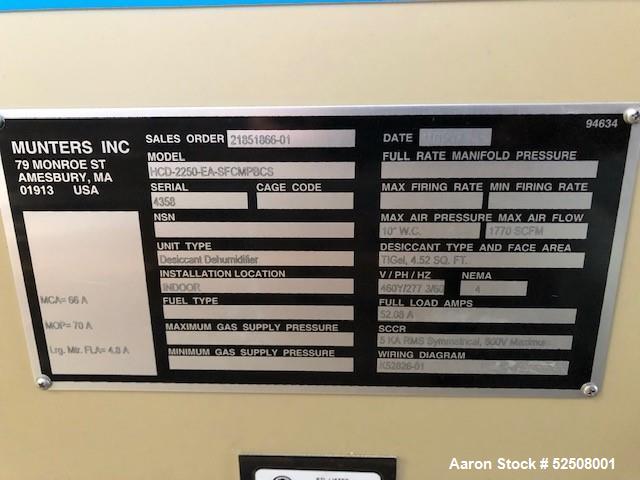 94634
MUNTERS INC
79 MONROE ST
AMESBURY, MA
01913 USA
MCA= 66 A
MOP= 70 A
Lrg. Mtr. FLA= 4.8 A
SALES ORDER 21851866-01
MODEL
HCD-2250-EA-SFCMPBCS
SERIAL CAGE CODE
4358
NSN
UNIT TYPE
Desiccant Dehumidifier
INSTALLATION LOCATION
INDOOR
FUEL TYPE
MAXIMUM GAS SUPPLY PRESSURE
MINIMUM GAS SUPPLY PRESSURE
DATE
FULL RATE MANIFOLD PRESSURE
MAX FIRING RATE MIN FIRING RATE
MAX AIR PRESSURE MAX AIR FLOW
10" W.C. 1770 SCFM
DESICCANT TYPE AND FACE AREA
TiGel, 4.52 SQ. FT.
V / PH / HZ NEMA
460Y/277 3/60 4
FULL LOAD AMPS
52.08 A
SCCR
5 KA RMS Symmetrical, 600V Maximum
WIRING DIAGRAM
K52826-01
Aaron Stock # 52508001